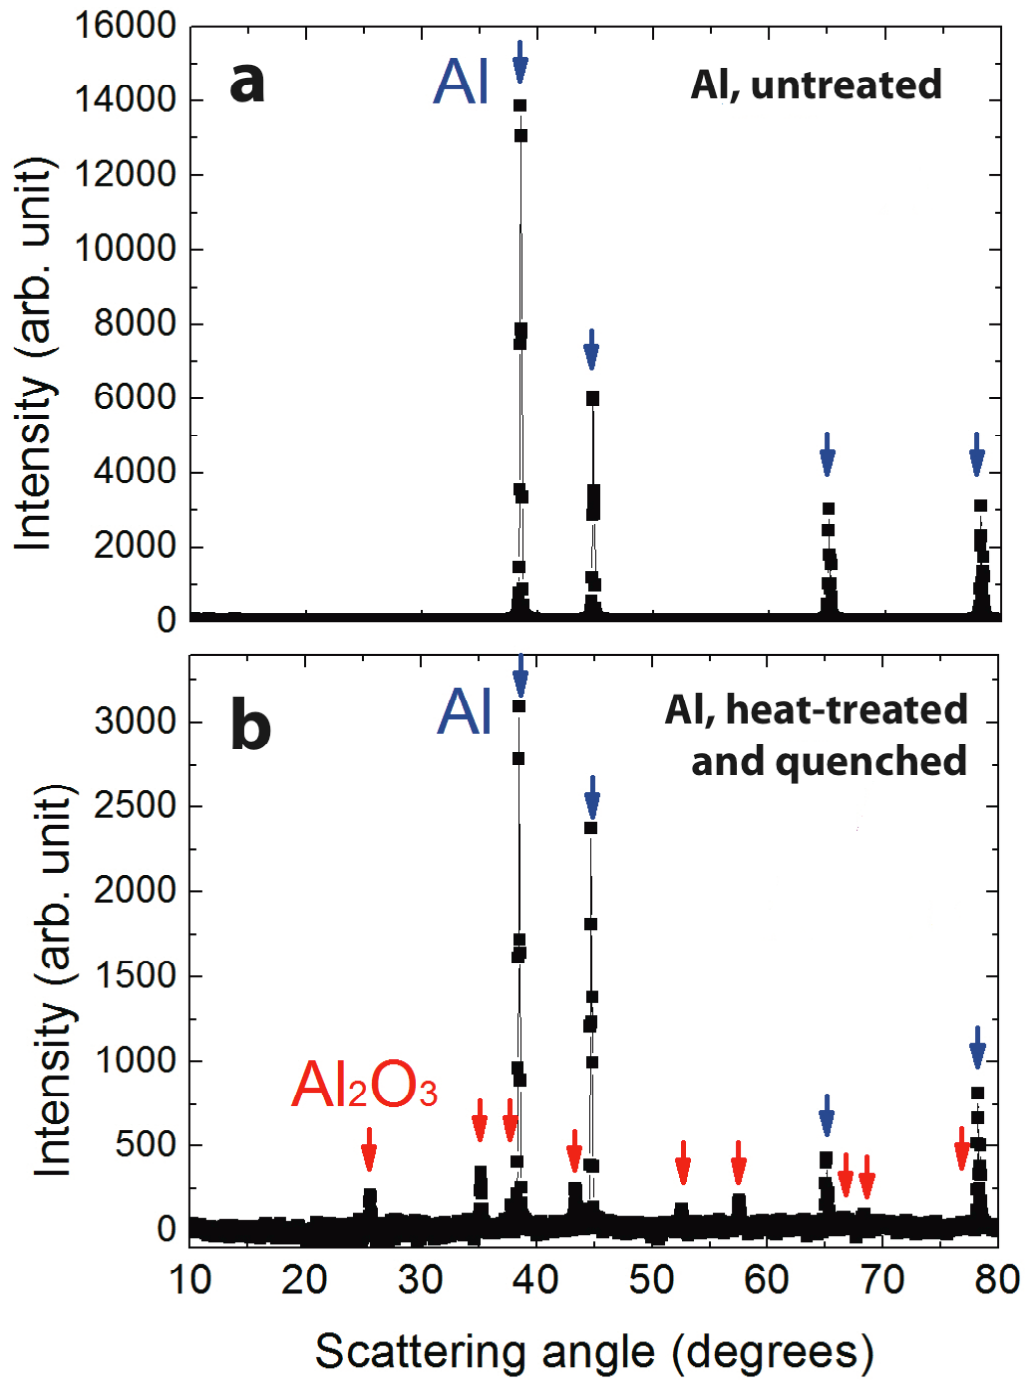 16000
14000
12000
10000
8000
6000
4000
2000
0
Intensity (arb. unit)
a
Al
Al, untreated
3000
2500
2000
1500
1000
500
0
Intensity (arb. unit)
b
Al
Al, heat-treated
and quenched
Al₂O₃
10 20 30 40 50 60 70 80
Scattering angle (degrees)